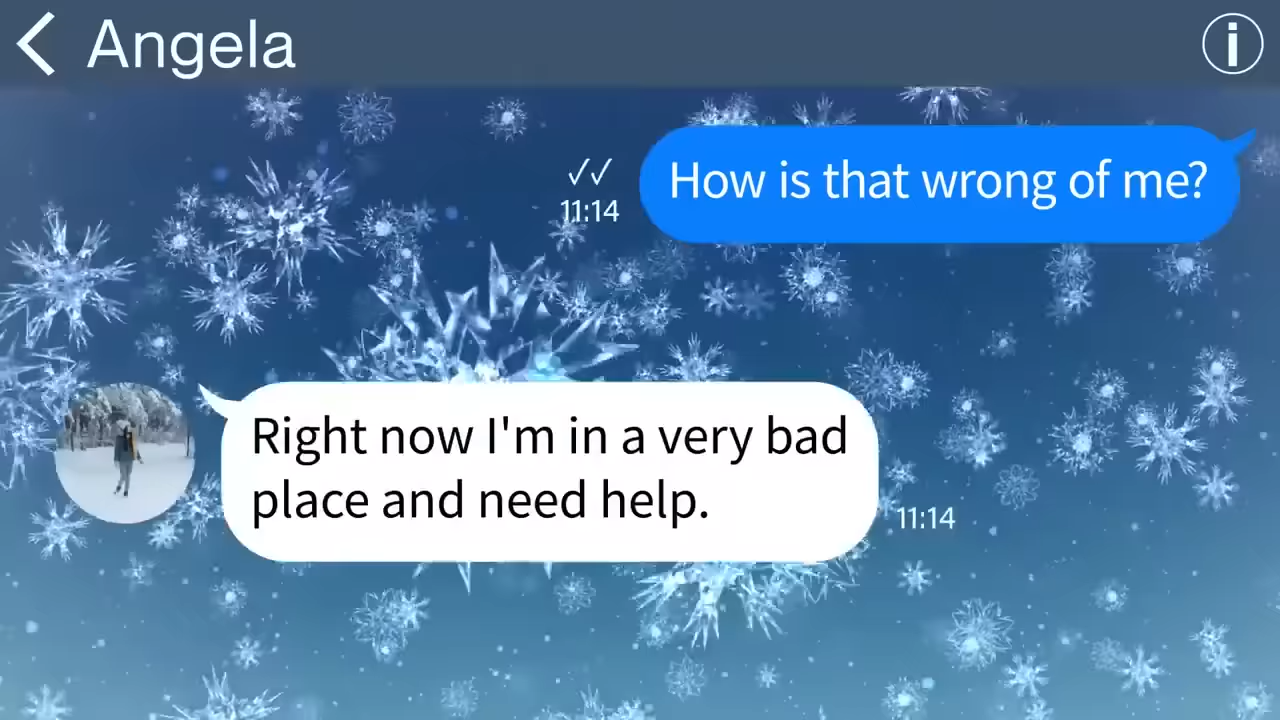 Angela
How is that wrong of me?
✓✓
11:14
Right now I'm in a very bad
place and need help.
11:14